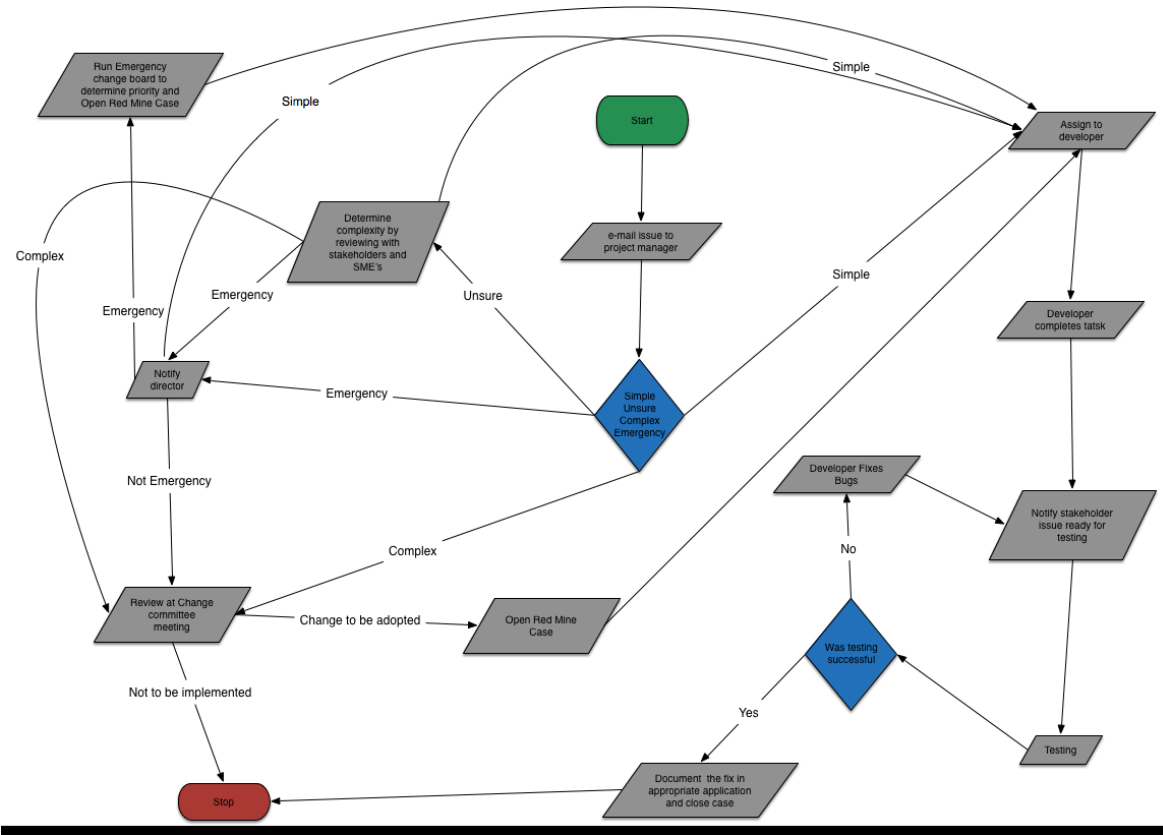 Run Emergency
change board to
determine priority and
Open Red Mine Case
Simple
Simple
Start
Assign to
developer
Determine
complexity by
reviewing with
stakeholders and
SME's
e-mail issue to
project manager
Complex
Emergency
Emergency
Unsure
Simple
Developer
completes tatsk
Notify
director
Emergency
Simple
Unsure
Complex
Emergency
Not Emergency
Developer Fixes
Bugs
Notify stakeholder
issue ready for
testing
Complex
No
Review at Change
committee
meeting
Change to be adopted
Open Red Mine
Case
Was testing
successful
Not to be implemented
Yes
Testing
Document the fix in
appropriate application
and close case
Stop